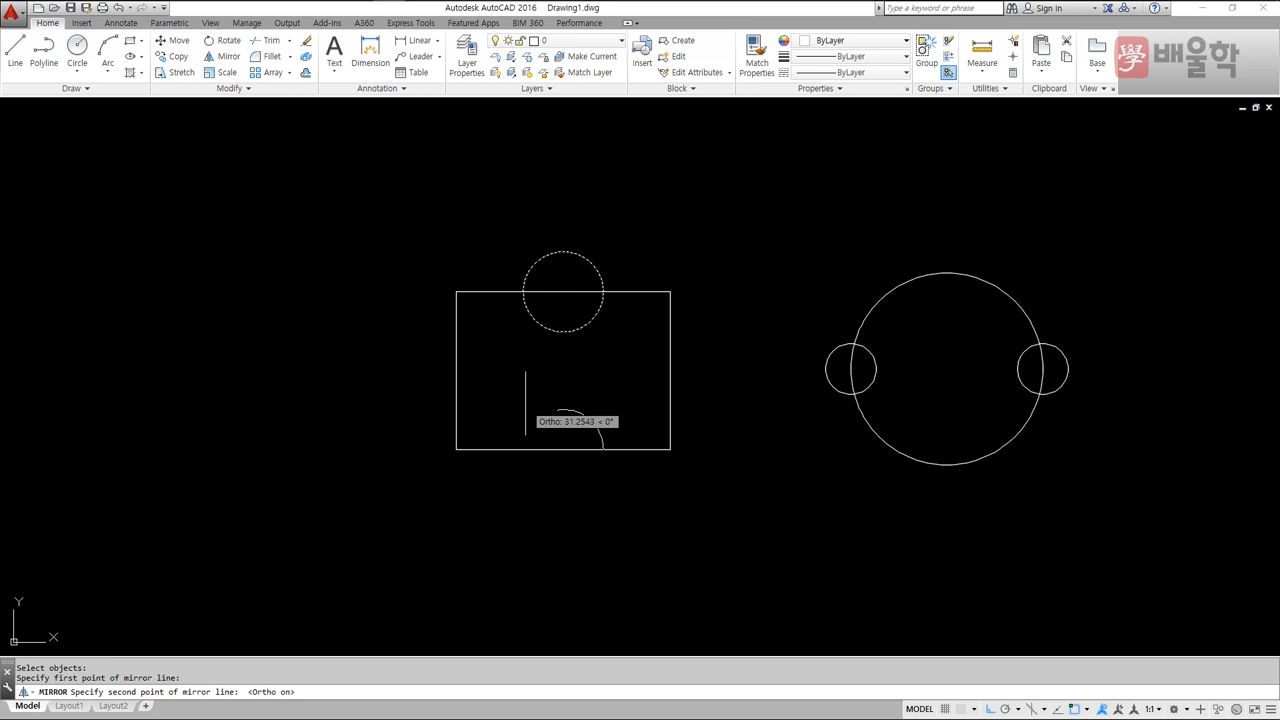 Autodesk AutoCAD 2016 Drawing1.dwg
Type a keyword or phrase
Sign In
Home Insert Annotate Parametric View Manage Output Add-ins A360 Express Tools Featured Apps BIM 360 Performance
Line Polyline Circle Arc
Move Rotate Trim
Copy Mirror Fillet
Stretch Scale Array
Text Dimension
Linear
Leader
Table
Layer
Properties
0
Make Current
Match Layer
Insert
Create
Edit
Edit Attributes
Match
Properties
ByLayer
ByLayer
ByLayer
Group Measure Paste Base
學 배울학
Draw Modify Annotation Layers Block Properties Groups Utilities Clipboard View
Ortho: 31.2543 < 0°
Y
X
Select objects:
Specify first point of mirror line:
MIRROR Specify second point of mirror line: <Ortho on>
Model Layout1 Layout2 +
MODEL 1:1